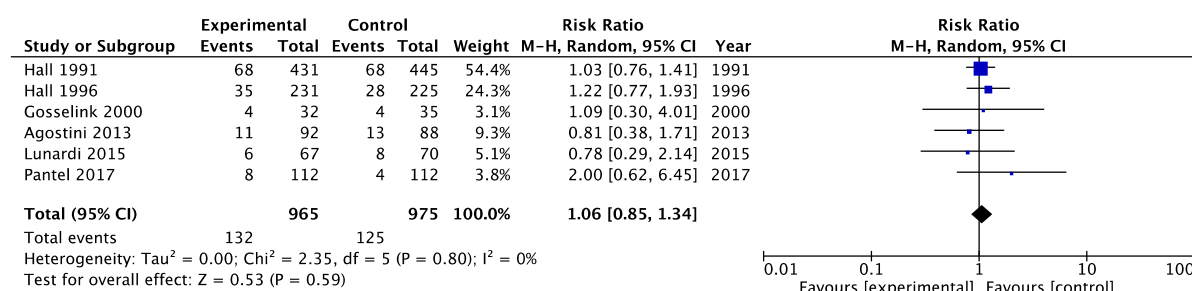 Experimental Control Risk Ratio Risk Ratio
Study or Subgroup Events Total Events Total Weight M-H, Random, 95% CI Year M-H, Random, 95% CI
Hall 1991 68 431 68 445 54.4% 1.03 [0.76, 1.41] 1991
Hall 1996 35 231 28 225 24.3% 1.22 [0.77, 1.93] 1996
Gosselink 2000 4 32 4 35 3.1% 1.09 [0.30, 4.01] 2000
Agostini 2013 11 92 13 88 9.3% 0.81 [0.38, 1.71] 2013
Lunardi 2015 6 67 8 70 5.1% 0.78 [0.29, 2.14] 2015
Pantel 2017 8 112 4 112 3.8% 2.00 [0.62, 6.45] 2017
Total (95% CI) 965 975 100.0% 1.06 [0.85, 1.34]
Total events 132 125
Heterogeneity: Tau² = 0.00; Chi² = 2.35, df = 5 (P = 0.80); I² = 0%
Test for overall effect: Z = 0.53 (P = 0.59)
0.01 0.1 1 10 100
Favours [experimental] Favours [control]